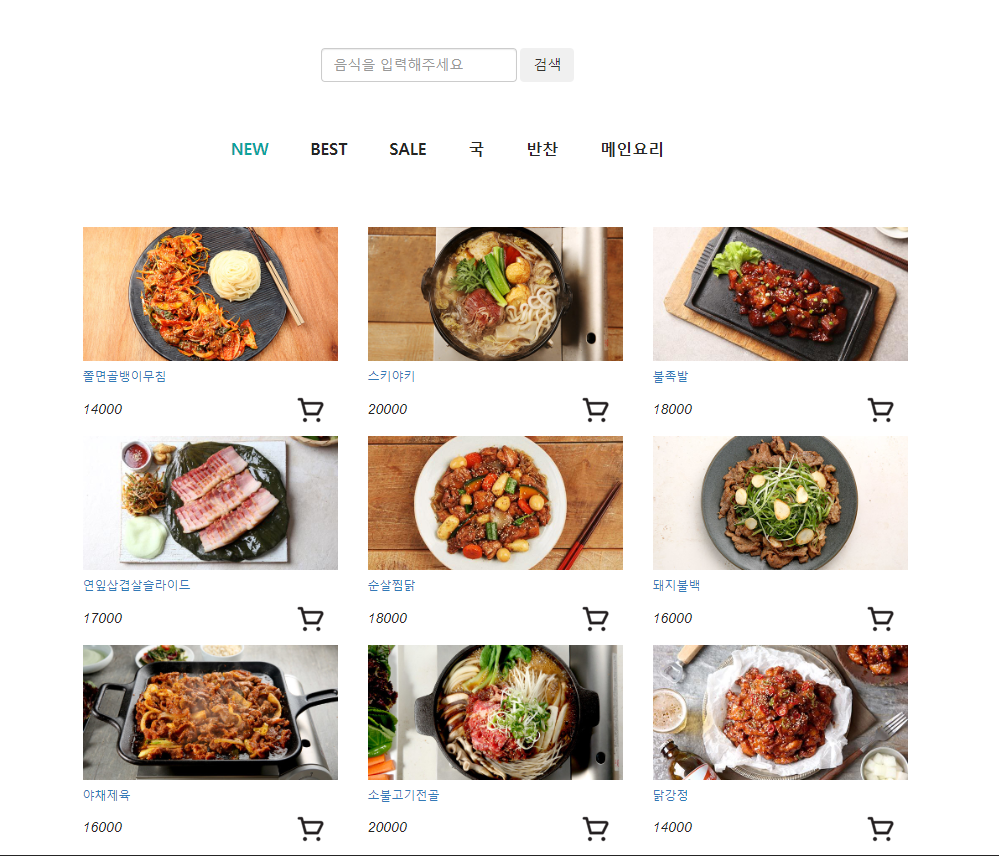 음식을 입력해주세요 검색
NEW BEST SALE 국 반찬 메인요리
쫄면골뱅이무침 스키야키 불족발
14000 20000 18000
연잎삼겹살슬라이드 순살찜닭 돼지불백
17000 18000 16000
야채제육 소불고기전골 닭강정
16000 20000 14000